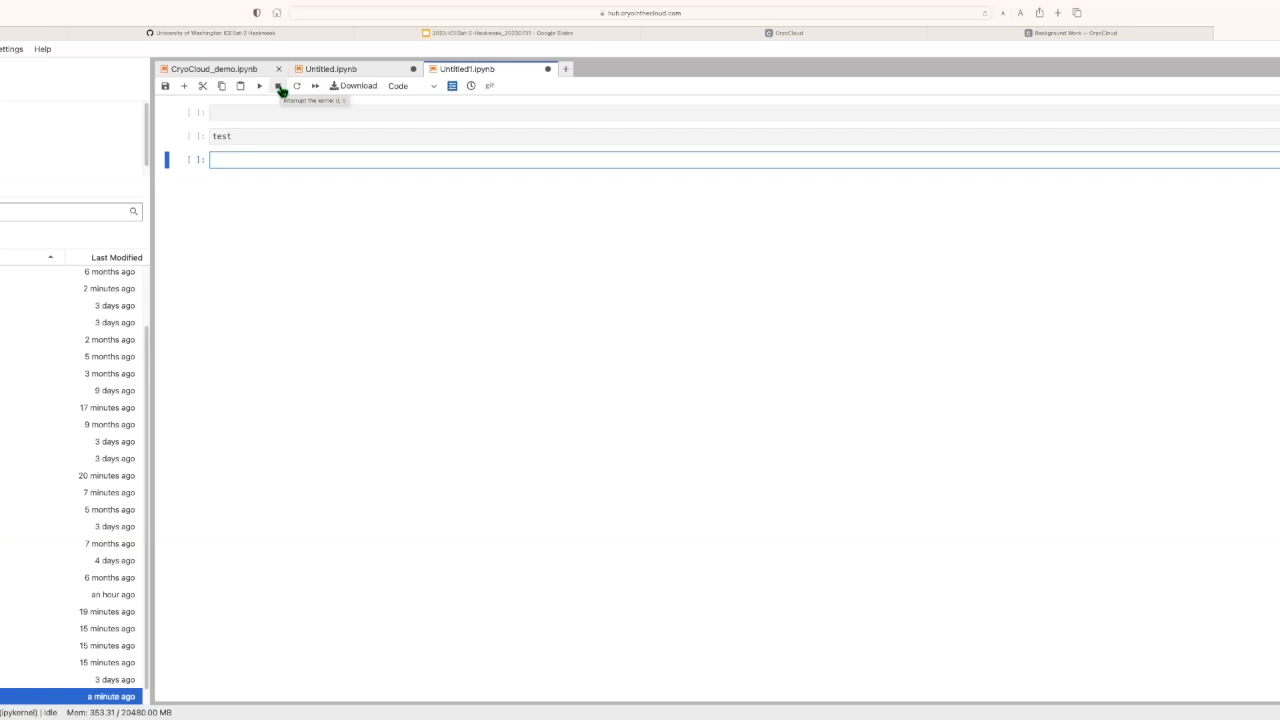 hub.cryointhecloud.com
A A
University of Washington ICESat-2 Hackweek
2023-ICESat-2-Hackweek_20230731 - Google Slides
CryoCloud
Background Work — CryoCloud
ettings Help
CryoCloud_demo.ipynb
Untitled.ipynb
Untitled1.ipynb
Download
Code
git
Interrupt the kernel (I, I)
[ ]:
[ ]: test
[ ]:
Last Modified
6 months ago
2 minutes ago
3 days ago
3 days ago
2 months ago
5 months ago
3 months ago
9 days ago
17 minutes ago
9 months ago
3 days ago
3 days ago
20 minutes ago
7 minutes ago
5 months ago
3 days ago
7 months ago
4 days ago
6 months ago
an hour ago
19 minutes ago
15 minutes ago
15 minutes ago
15 minutes ago
3 days ago
a minute ago
(ipykernel) | Idle Mem: 353.31 / 20480.00 MB